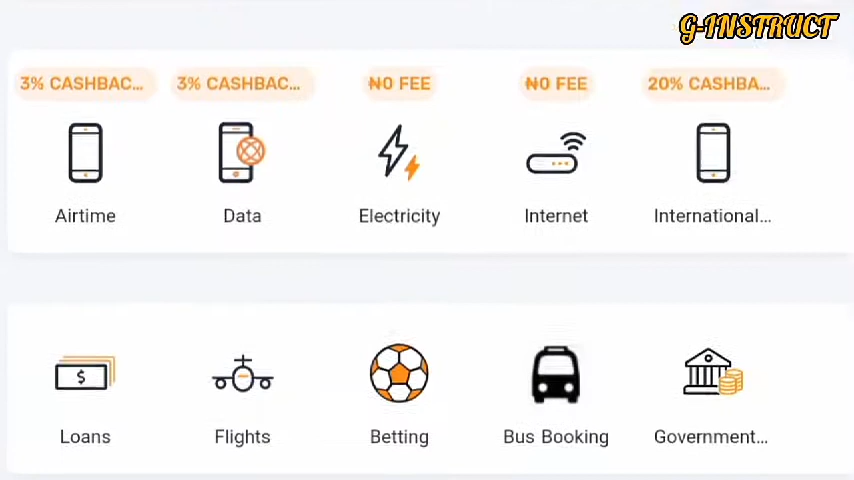 G-INSTRUCT
3% CASHBAC... 3% CASHBAC... ₦0 FEE ₦0 FEE 20% CASHBA...
Airtime Data Electricity Internet International...
$
Loans Flights Betting Bus Booking Government...